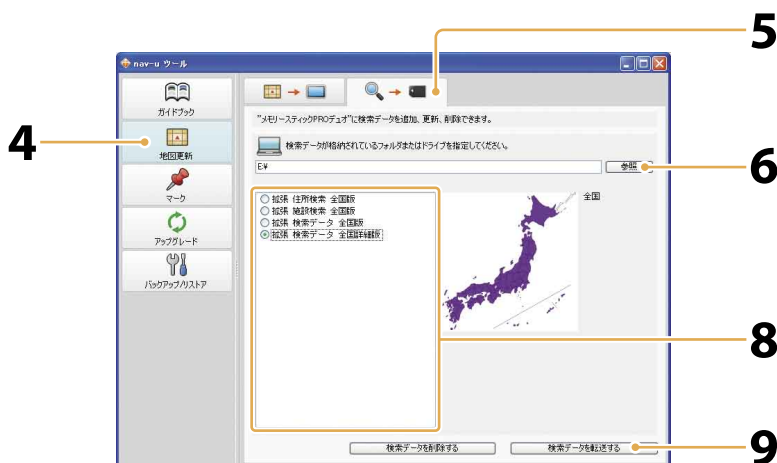 5
nav-u ツール
ガイドブック
"メモリースティックPROデュオ"に検索データを追加、更新、削除できます。
4
地図更新
検索データが格納されているフォルダまたはドライブを指定してください。
E:¥
参照
6
マーク
拡張 住所検索 全国版
拡張 施設検索 全国版
拡張 検索データ 全国版
拡張 検索データ 全国詳細版
全国
アップグレード
バックアップ/リストア
8
検索データを削除する
検索データを転送する
9